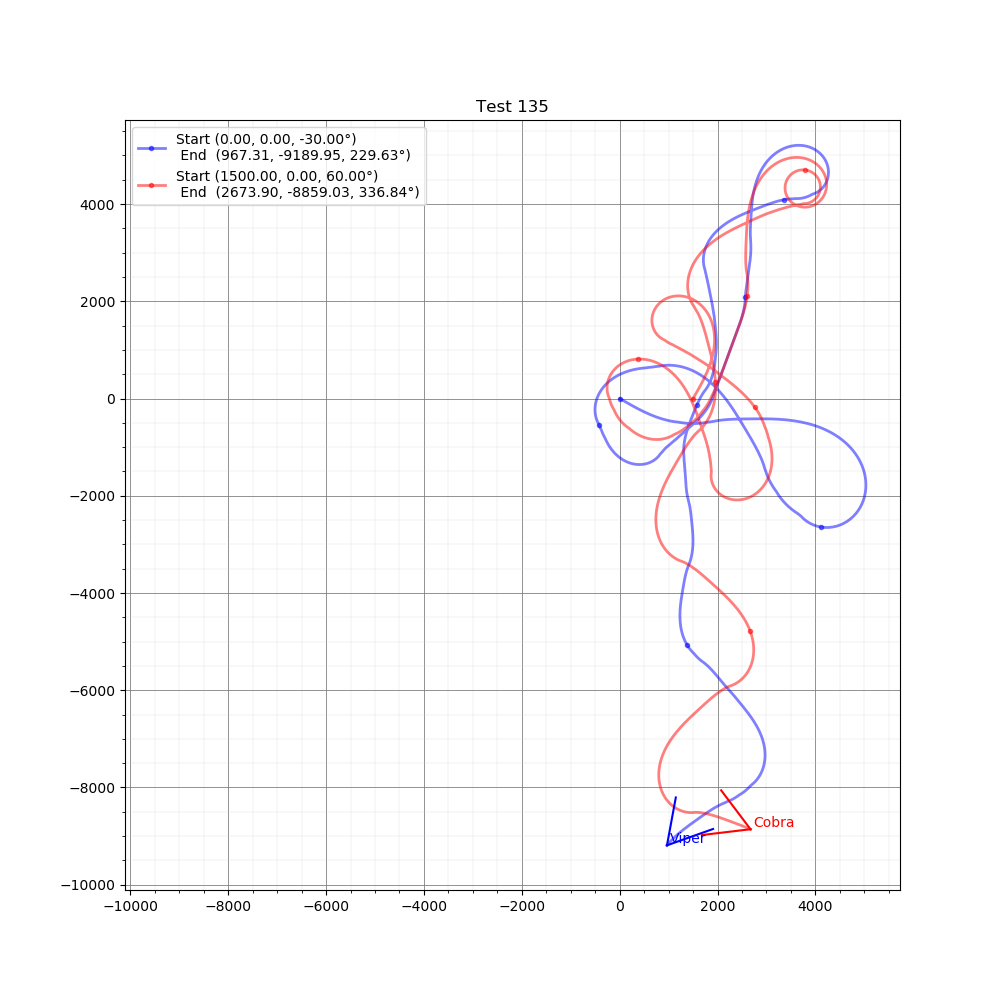 Test 135
Start (0.00, 0.00, -30.00°)
End  (967.31, -9189.95, 229.63°)
Start (1500.00, 0.00, 60.00°)
End  (2673.90, -8859.03, 336.84°)
4000
2000
0
−2000
−4000
−6000
−8000
−10000
Cobra
Viper
−10000 −8000 −6000 −4000 −2000 0 2000 4000